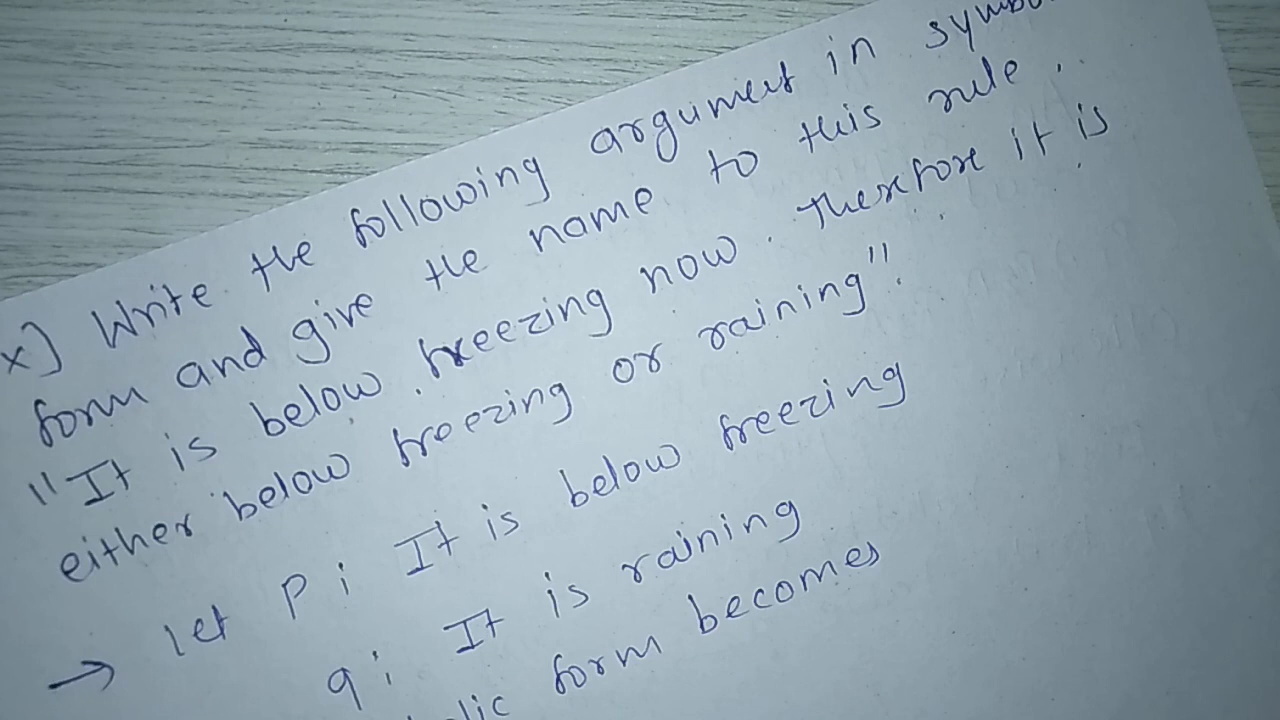 x] Write the following argument in
form and give the name to this rule.
"It is below freezing now. Therefore it is
either below freezing or raining".
→ let p: It is below freezing
q: It is raining
form becomes